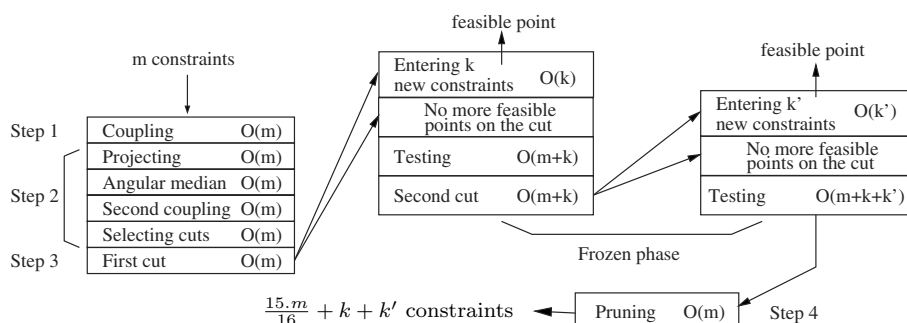 m constraints
Step 1
Coupling O(m)
Step 2
Projecting O(m)
Angular median O(m)
Second coupling O(m)
Selecting cuts O(m)
Step 3
First cut O(m)
feasible point
Entering k
new constraints O(k)
No more feasible
points on the cut
Testing O(m+k)
Second cut O(m+k)
feasible point
Entering k'
new constraints O(k')
No more feasible
points on the cut
Testing O(m+k+k')
Frozen phase
15.m/16 + k + k′ constraints
Pruning O(m)
Step 4